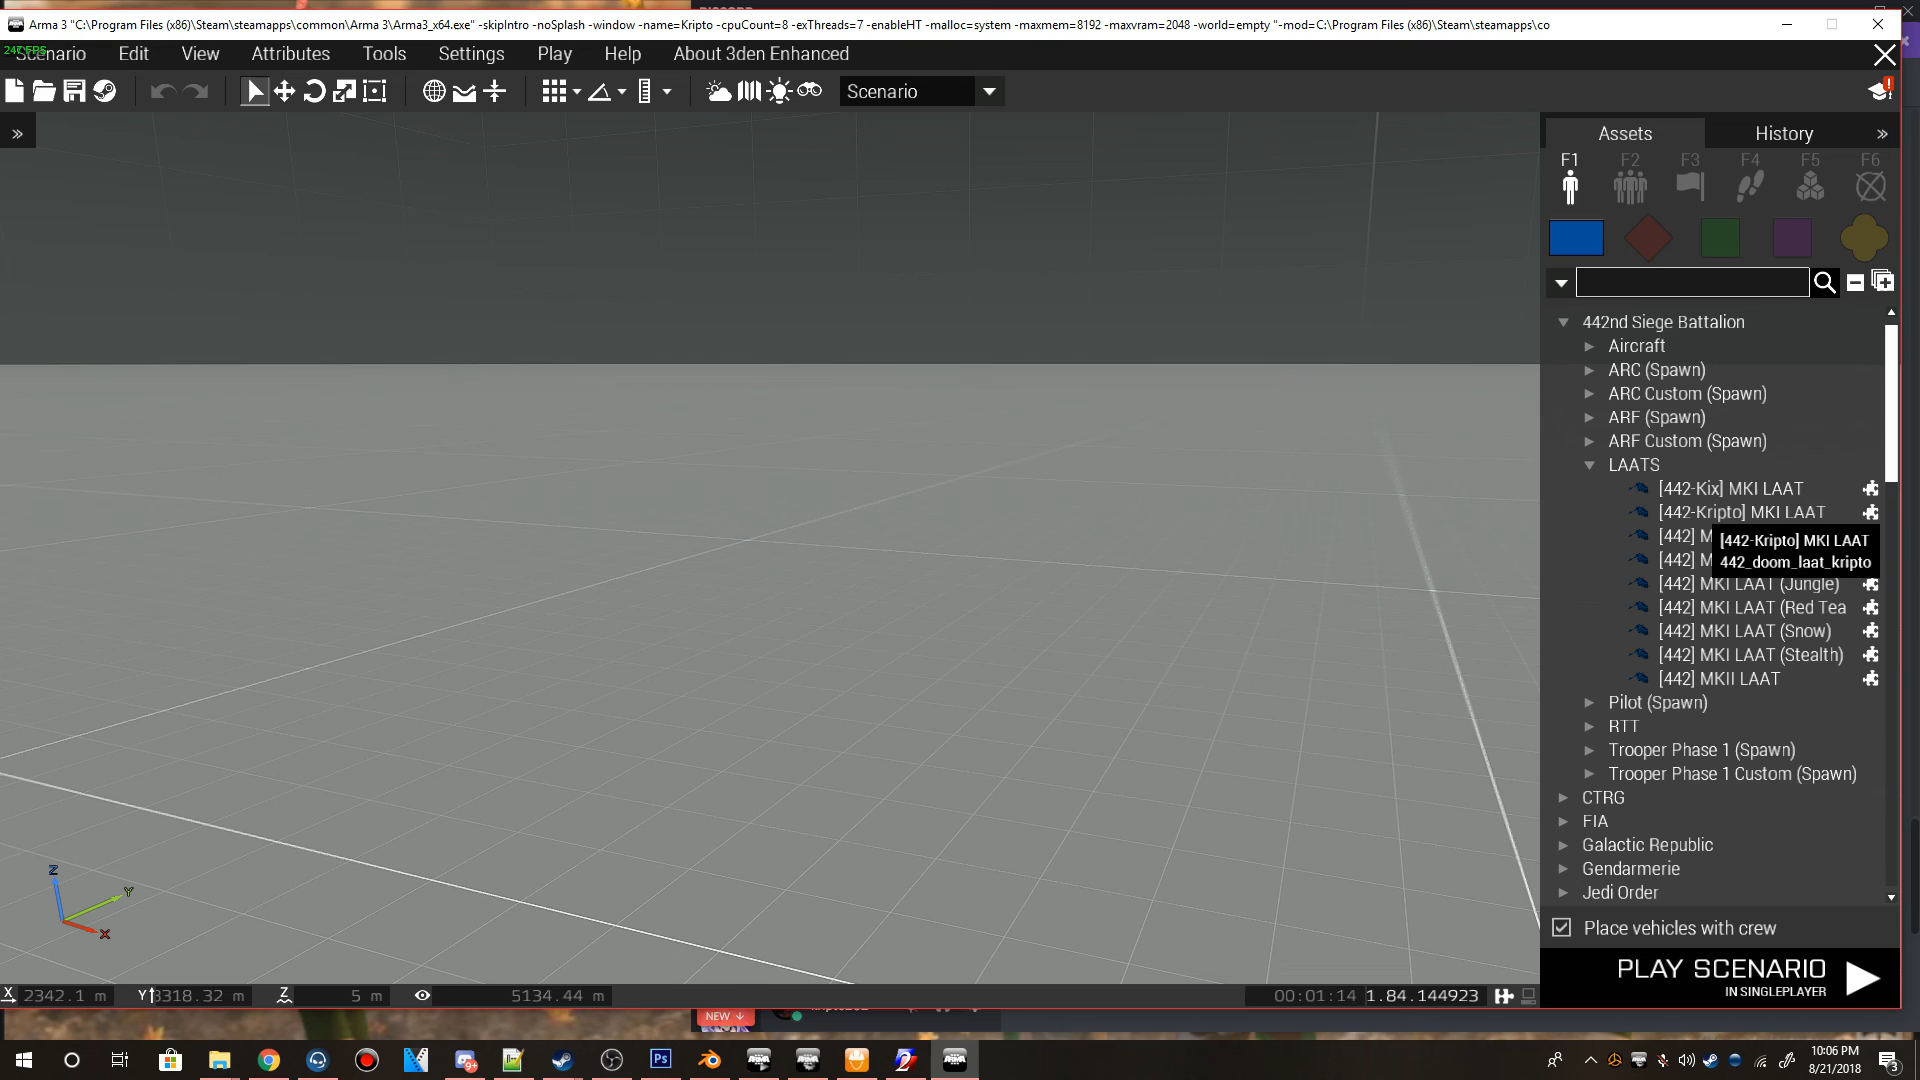 Arma 3 "C:\Program Files (x86)\Steam\steamapps\common\Arma 3\Arma3_x64.exe" -skipIntro -noSplash -window -name=Kripto -cpuCount=8 -exThreads=7 -enableHT -malloc=system -maxmem=8192 -maxvram=2048 -world=empty "-mod=C:\Program Files (x86)\Steam\steamapps\co
Scenario Edit View Attributes Tools Settings Play Help About 3den Enhanced
Scenario
Assets History
F1 F2 F3 F4 F5 F6
442nd Siege Battalion
Aircraft
ARC (Spawn)
ARC Custom (Spawn)
ARF (Spawn)
ARF Custom (Spawn)
LAATS
[442-Kix] MKI LAAT
[442-Kripto] MKI LAAT
[442] M
[442-Kripto] MKI LAAT
[442] M
442_doom_laat_kripto
[442] MKI LAAT (Jungle)
[442] MKI LAAT (Red Tea
[442] MKI LAAT (Snow)
[442] MKI LAAT (Stealth)
[442] MKII LAAT
Pilot (Spawn)
RTT
Trooper Phase 1 (Spawn)
Trooper Phase 1 Custom (Spawn)
CTRG
FIA
Galactic Republic
Gendarmerie
Jedi Order
Place vehicles with crew
PLAY SCENARIO
IN SINGLEPLAYER
Z
Y
X
X 2342.1 m Y 3318.32 m Z 5 m 5134.44 m 00:01:14 1.84.144923
NEW
Ps
9+
10:06 PM
8/21/2018
3